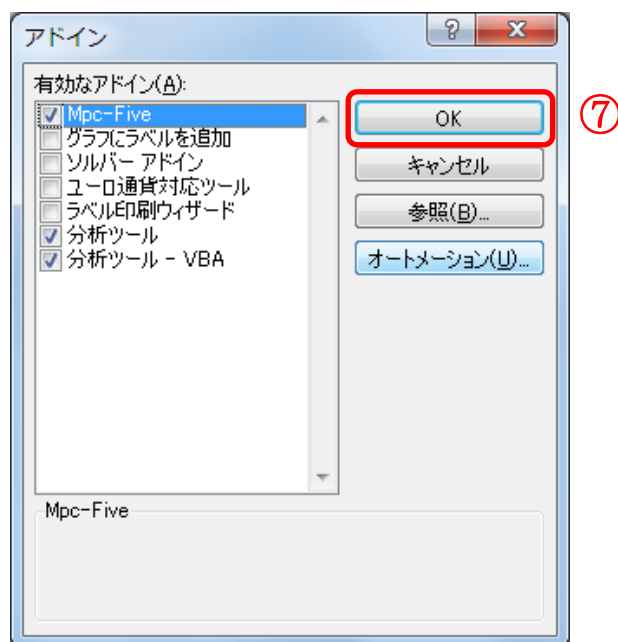 アドイン
有効なアドイン(A):
Mpc-Five
グラフにラベルを追加
ソルバー アドイン
ユーロ通貨対応ツール
ラベル印刷ウィザード
分析ツール
分析ツール - VBA
OK
⑦
キャンセル
参照(B)...
オートメーション(U)...
Mpc-Five